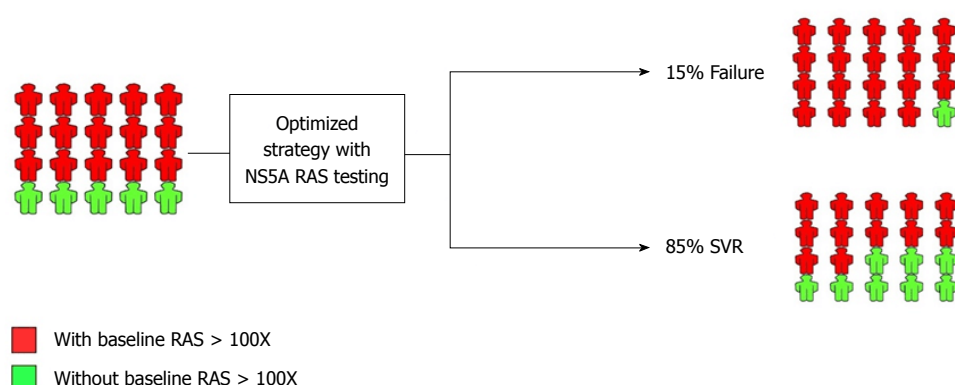 15% Failure
Optimized
strategy with
NS5A RAS testing
85% SVR
With baseline RAS > 100X
Without baseline RAS > 100X